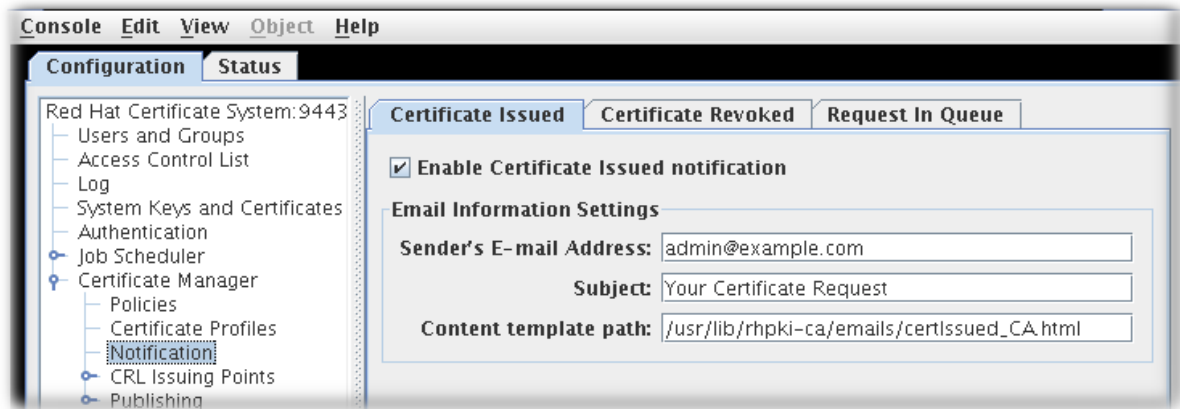 Console Edit View Object Help
Configuration Status
Red Hat Certificate System:9443
Users and Groups
Access Control List
Log
System Keys and Certificates
Authentication
Job Scheduler
Certificate Manager
Policies
Certificate Profiles
Notification
CRL Issuing Points
Publishing
Certificate Issued Certificate Revoked Request In Queue
Enable Certificate Issued notification
Email Information Settings
Sender's E-mail Address: admin@example.com
Subject: Your Certificate Request
Content template path: /usr/lib/rhpki-ca/emails/certIssued_CA.html